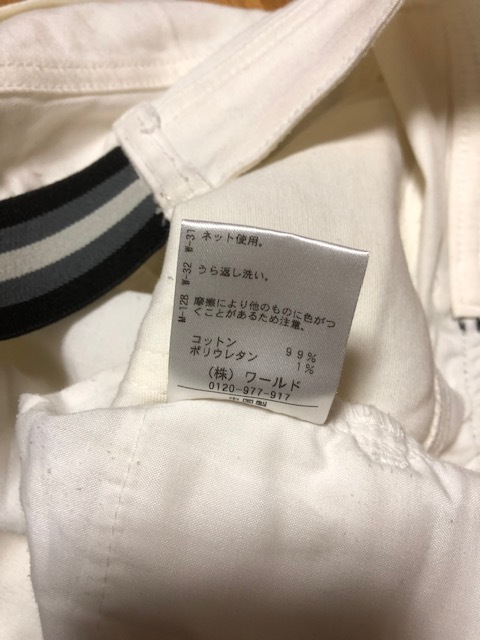 W-31 ネット使用。
W-32 うら返し洗い。
M-128 摩擦により他のものに色がつ
くことがあるため注意。
コットン 99%
ポリウレタン 1%
(株) ワールド
0120-977-917